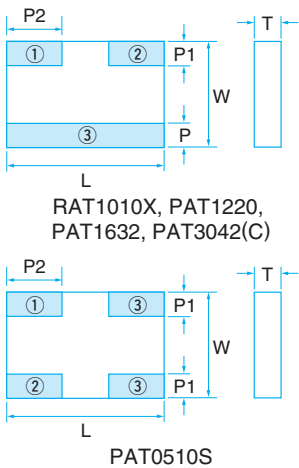 P2
T
① ②
P1
W
③
P
L
RAT1010X, PAT1220,
PAT1632, PAT3042(C)
P2
T
① ③
P1
W
② ③
P1
L
PAT0510S